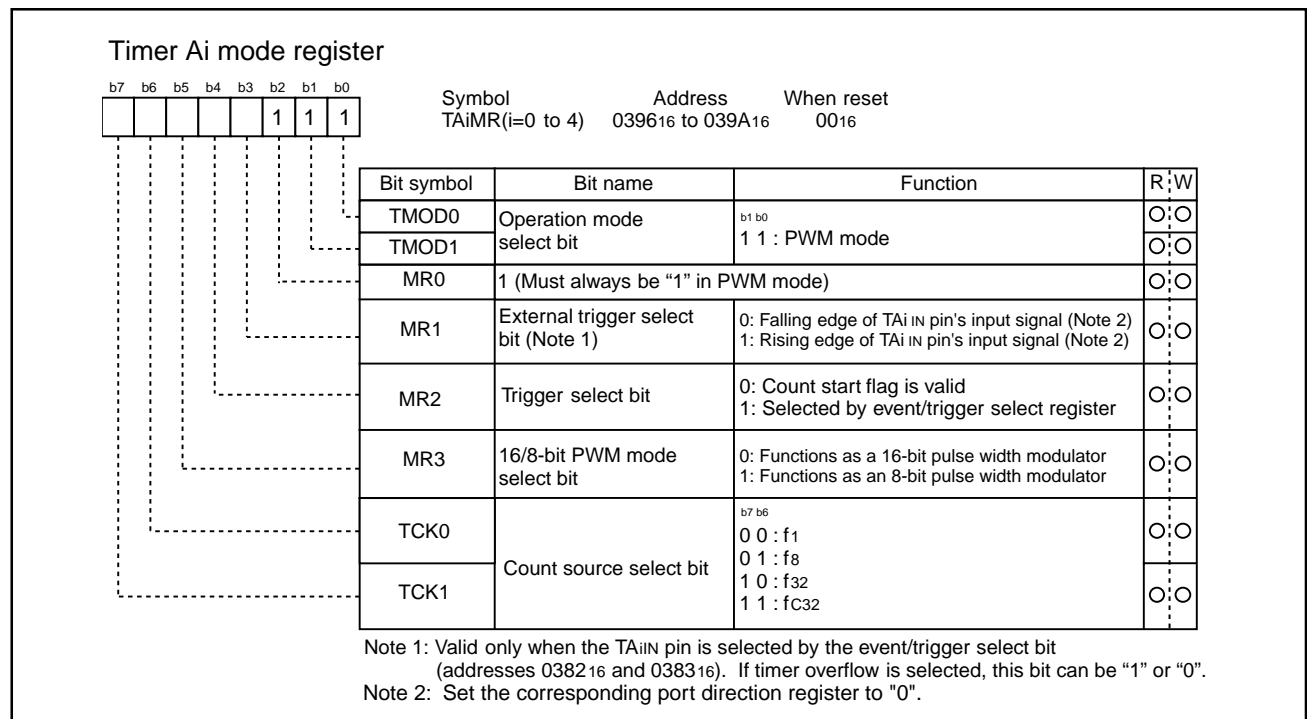 Timer Ai mode register
b7 b6 b5 b4 b3 b2 b1 b0
1 1 1
Symbol Address When reset
TAiMR(i=0 to 4) 039616 to 039A16 0016
Bit symbol Bit name Function R W
TMOD0
TMOD1
Operation mode
select bit
b1 b0
1 1 : PWM mode
MR0 1 (Must always be “1” in PWM mode)
MR1
External trigger select
bit (Note 1)
0: Falling edge of TAi IN pin's input signal (Note 2)
1: Rising edge of TAi IN pin's input signal (Note 2)
MR2
Trigger select bit
0: Count start flag is valid
1: Selected by event/trigger select register
MR3
16/8-bit PWM mode
select bit
0: Functions as a 16-bit pulse width modulator
1: Functions as an 8-bit pulse width modulator
TCK0
TCK1
Count source select bit
b7 b6
0 0 : f1
0 1 : f8
1 0 : f32
1 1 : fC32
Note 1: Valid only when the TAiIN pin is selected by the event/trigger select bit
(addresses 038216 and 038316). If timer overflow is selected, this bit can be “1” or “0”.
Note 2: Set the corresponding port direction register to "0".